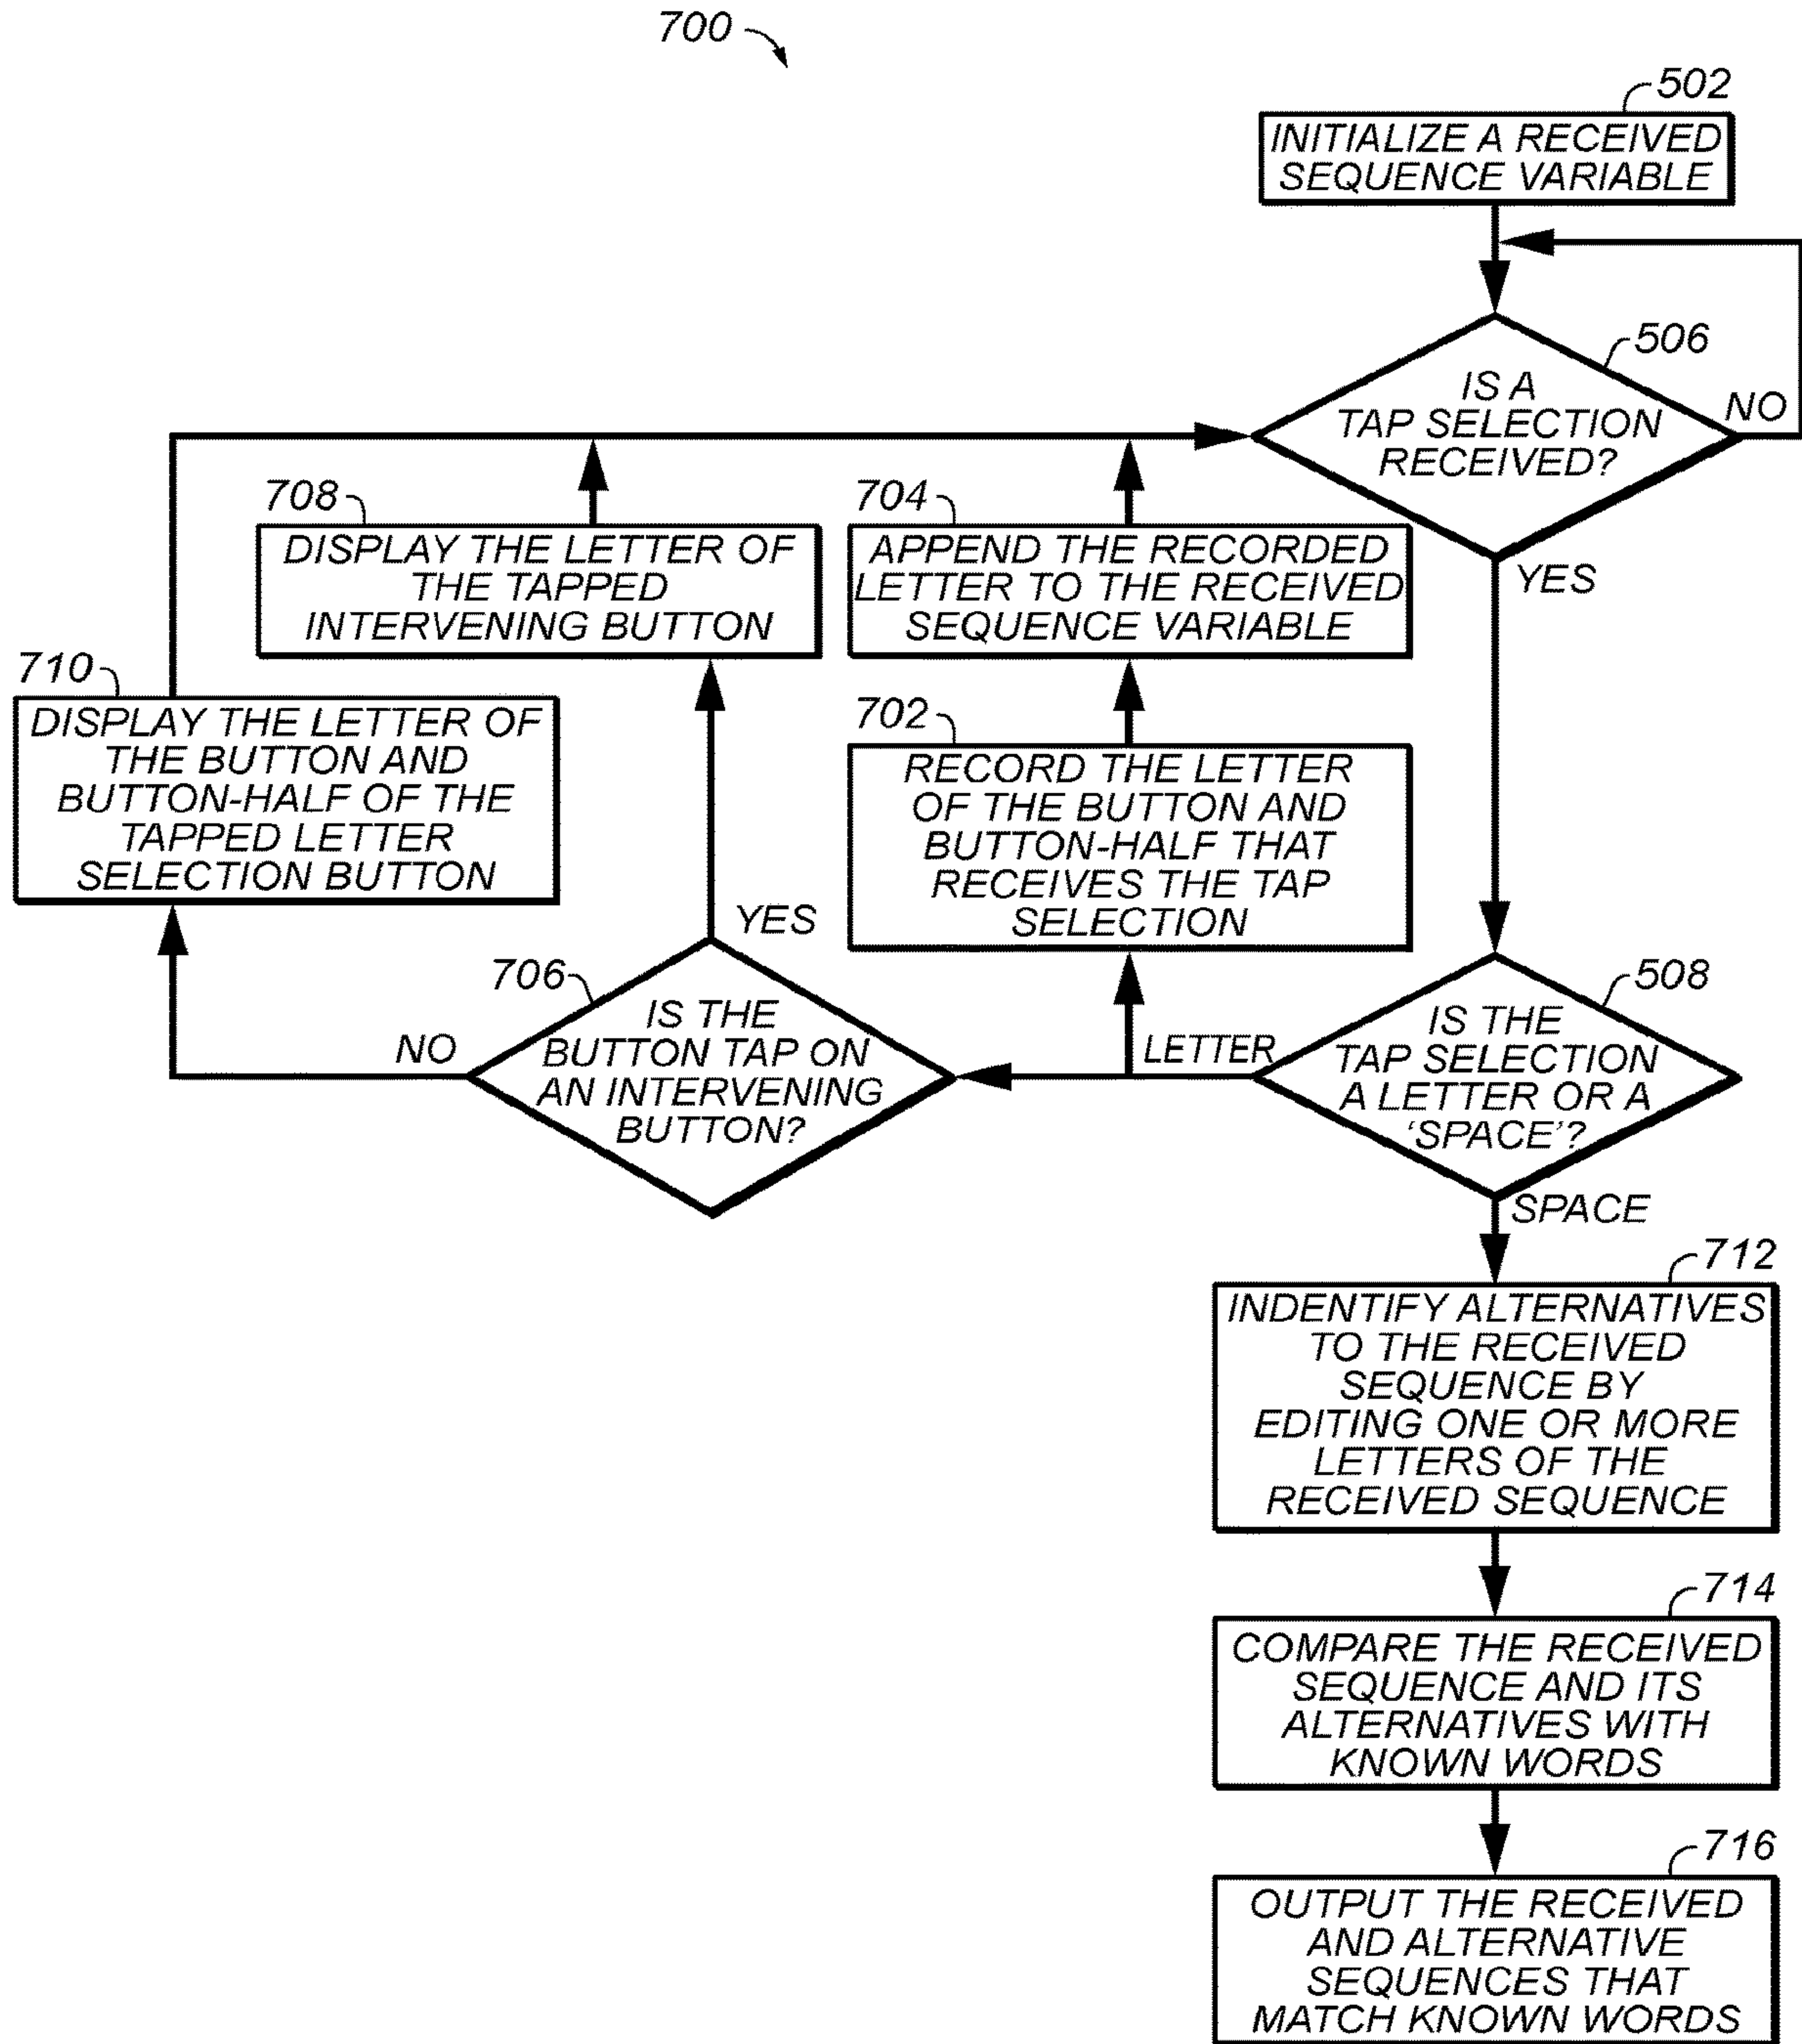 700
502
INITIALIZE A RECEIVED
SEQUENCE VARIABLE
506
IS A
TAP SELECTION
RECEIVED?
NO
YES
708
DISPLAY THE LETTER OF
THE TAPPED
INTERVENING BUTTON
704
APPEND THE RECORDED
LETTER TO THE RECEIVED
SEQUENCE VARIABLE
710
DISPLAY THE LETTER OF
THE BUTTON AND
BUTTON-HALF OF THE
TAPPED LETTER
SELECTION BUTTON
702
RECORD THE LETTER
OF THE BUTTON AND
BUTTON-HALF THAT
RECEIVES THE TAP
SELECTION
YES
706
IS THE
BUTTON TAP ON
AN INTERVENING
BUTTON?
NO
LETTER
508
IS THE
TAP SELECTION
A LETTER OR A
‘SPACE’?
SPACE
712
INDENTIFY ALTERNATIVES
TO THE RECEIVED
SEQUENCE BY
EDITING ONE OR MORE
LETTERS OF THE
RECEIVED SEQUENCE
714
COMPARE THE RECEIVED
SEQUENCE AND ITS
ALTERNATIVES WITH
KNOWN WORDS
716
OUTPUT THE RECEIVED
AND ALTERNATIVE
SEQUENCES THAT
MATCH KNOWN WORDS